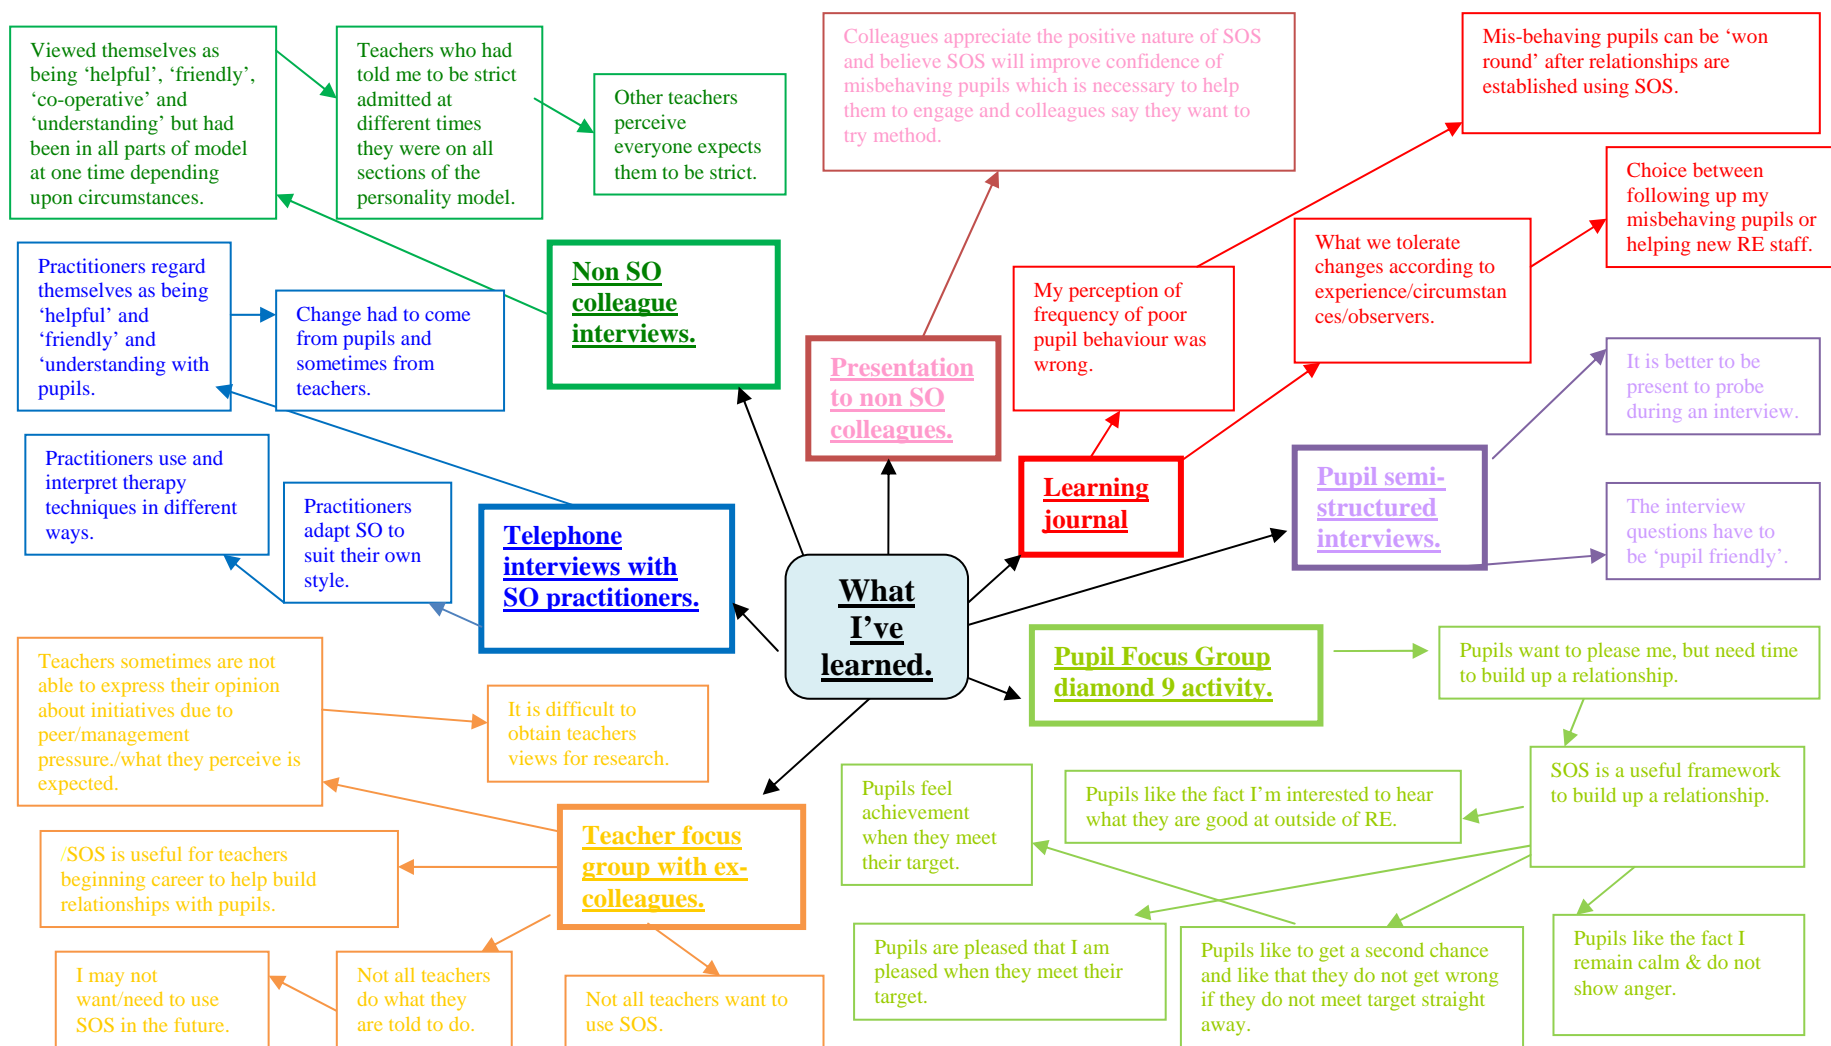 Viewed themselves as
being ‘helpful’, ‘friendly’,
‘co-operative’ and
‘understanding’ but had
been in all parts of model
at one time depending
upon circumstances.
Teachers who had
told me to be strict
admitted at
different times
they were on all
sections of the
personality model.
Other teachers
perceive
everyone expects
them to be strict.
Colleagues appreciate the positive nature of SOS
and believe SOS will improve confidence of
misbehaving pupils which is necessary to help
them to engage and colleagues say they want to
try method.
Mis-behaving pupils can be ‘won
round’ after relationships are
established using SOS.
Choice between
following up my
misbehaving pupils or
helping new RE staff.
Practitioners regard
themselves as being
‘helpful’ and
‘friendly’ and
‘understanding with
pupils.
Change had to come
from pupils and
sometimes from
teachers.
Non SO
colleague
interviews.
Presentation
to non SO
colleagues.
My perception of
frequency of poor
pupil behaviour was
wrong.
What we tolerate
changes according to
experience/circumstan
ces/observers.
It is better to be
present to probe
during an interview.
Practitioners use and
interpret therapy
techniques in different
ways.
Practitioners
adapt SO to
suit their own
style.
Telephone
interviews with
SO practitioners.
Learning
journal
Pupil semi-
structured
interviews.
The interview
questions have to
be ‘pupil friendly’.
What
I’ve
learned.
Teachers sometimes are not
able to express their opinion
about initiatives due to
peer/management
pressure./what they perceive is
expected.
It is difficult to
obtain teachers
views for research.
Pupil Focus Group
diamond 9 activity.
Pupils want to please me, but need time
to build up a relationship.
SOS is a useful framework
to build up a relationship.
Pupils feel
achievement
when they meet
their target.
Pupils like the fact I’m interested to hear
what they are good at outside of RE.
/SOS is useful for teachers
beginning career to help build
relationships with pupils.
Teacher focus
group with ex-
colleagues.
I may not
want/need to use
SOS in the future.
Not all teachers
do what they
are told to do.
Not all teachers want to
use SOS.
Pupils are pleased that I am
pleased when they meet their
target.
Pupils like to get a second chance
and like that they do not get wrong
if they do not meet target straight
away.
Pupils like the fact I
remain calm & do not
show anger.